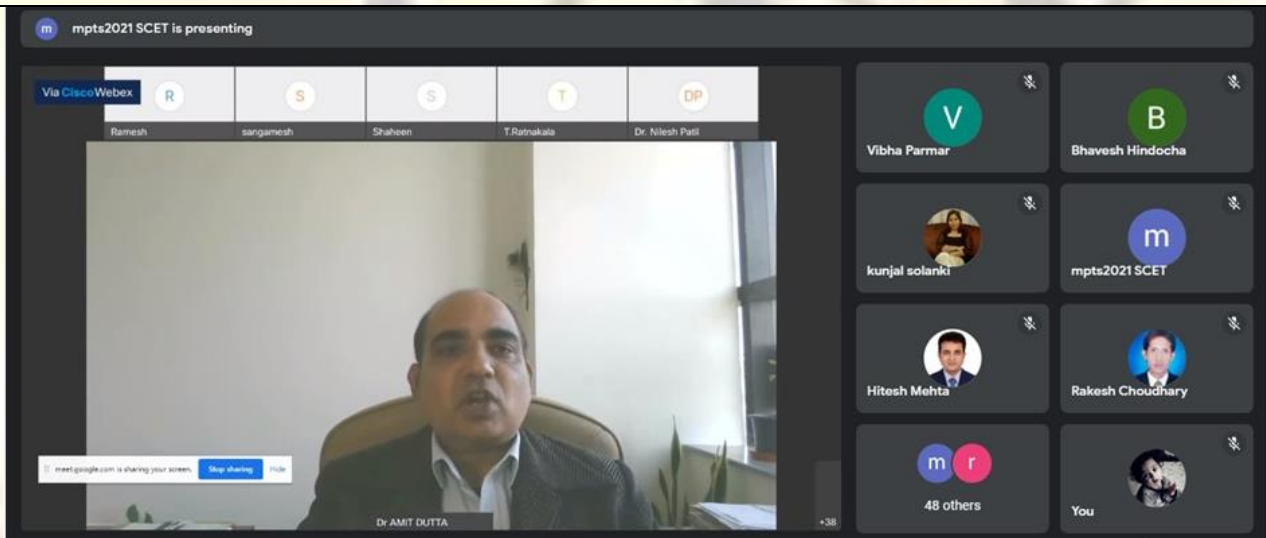 m mpts2021 SCET is presenting
Via Cisco Webex
R S S T DP
Ramesh sangamesh Shaheen T.Ratnakala Dr. Nilesh Patil
meet.google.com is sharing your screen. Stop sharing Hide
Dr AMIT DUTTA
+38
V B
Vibha Parmar Bhavesh Hindocha
m
kunjal solanki mpts2021 SCET
Hitesh Mehta Rakesh Choudhary
m r
48 others You